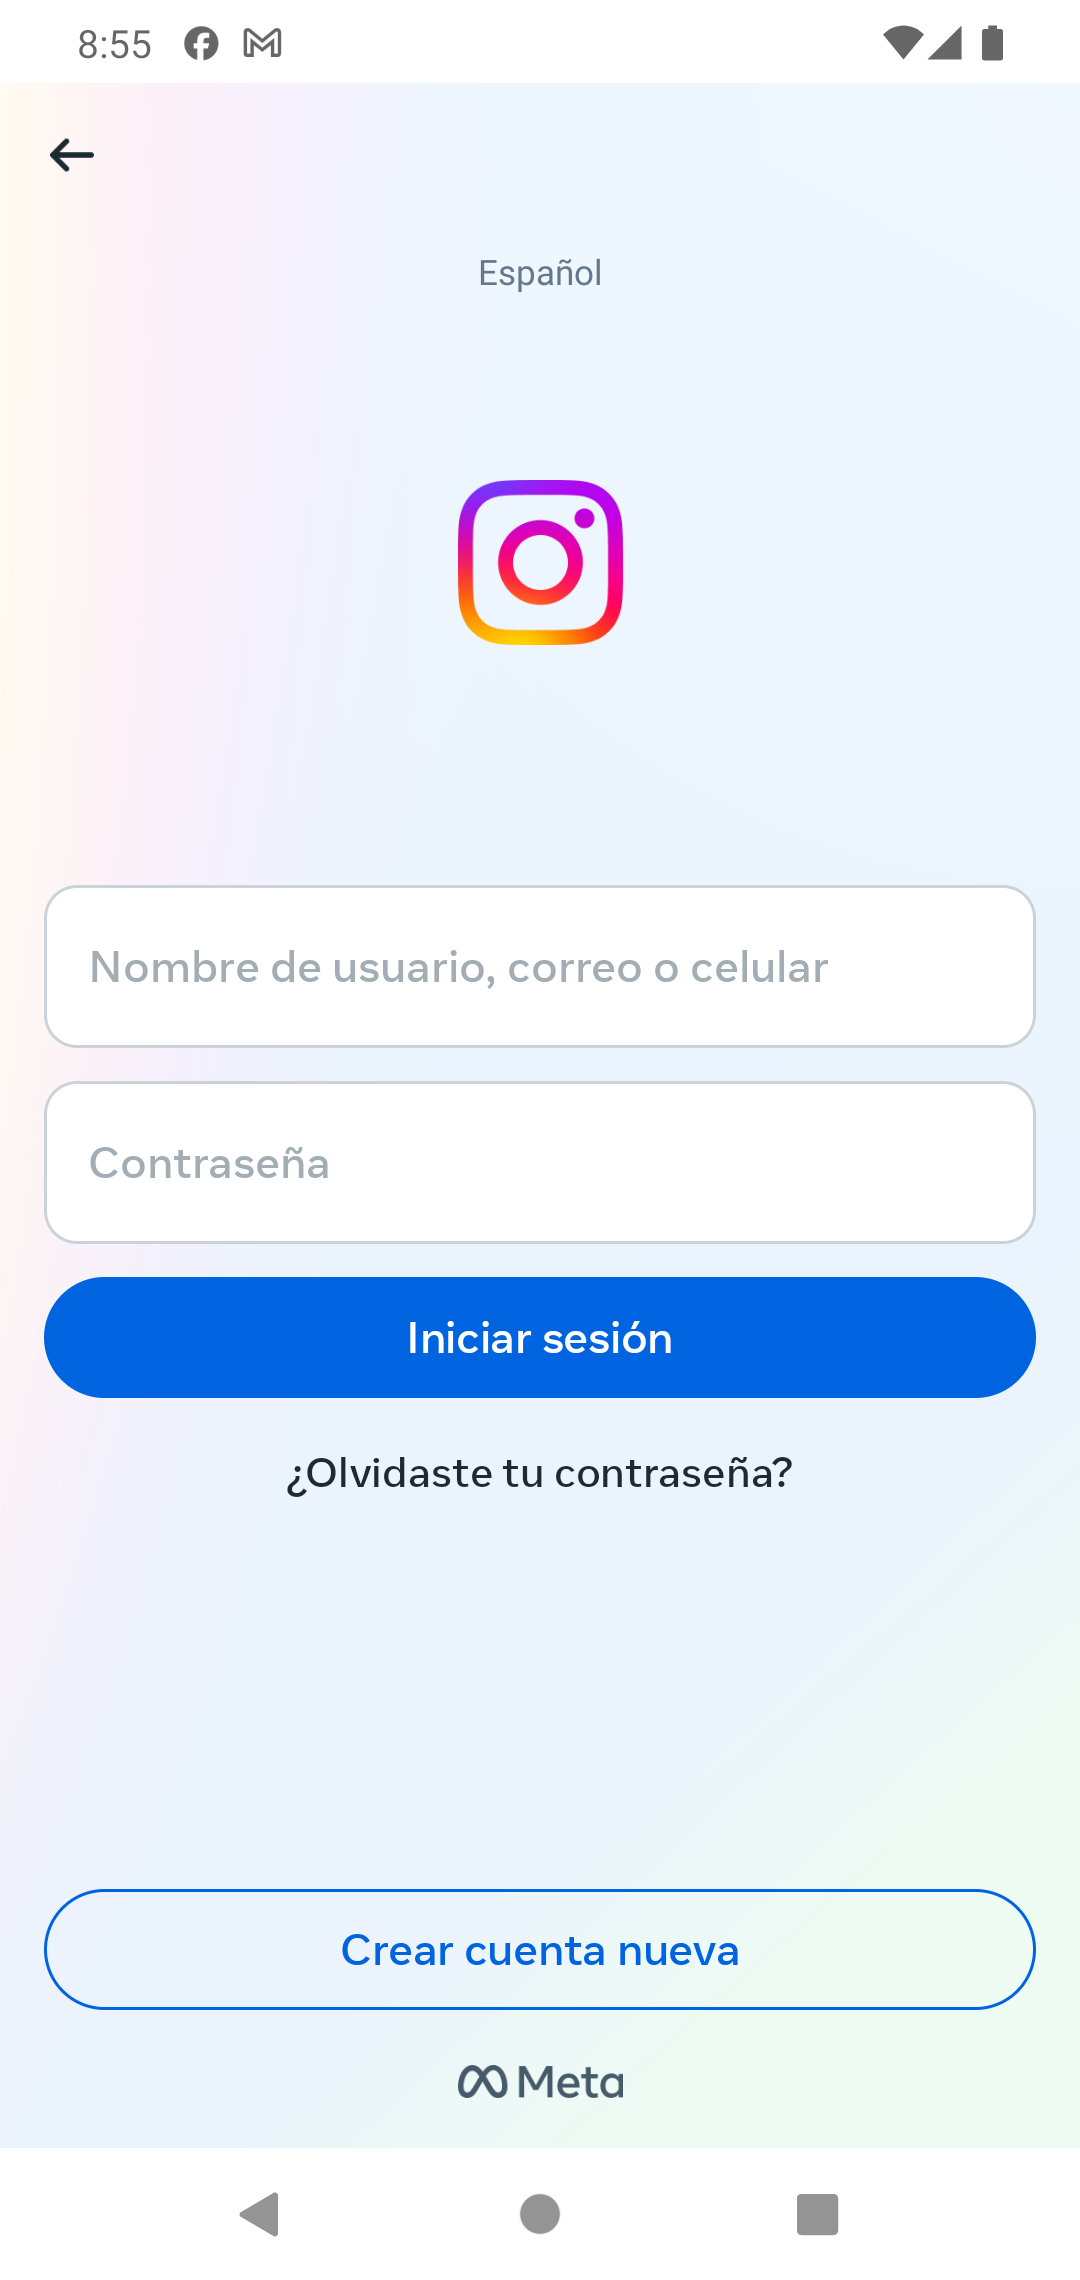 8:55
Español
Nombre de usuario, correo o celular
Contraseña
Iniciar sesión
¿Olvidaste tu contraseña?
Crear cuenta nueva
Meta